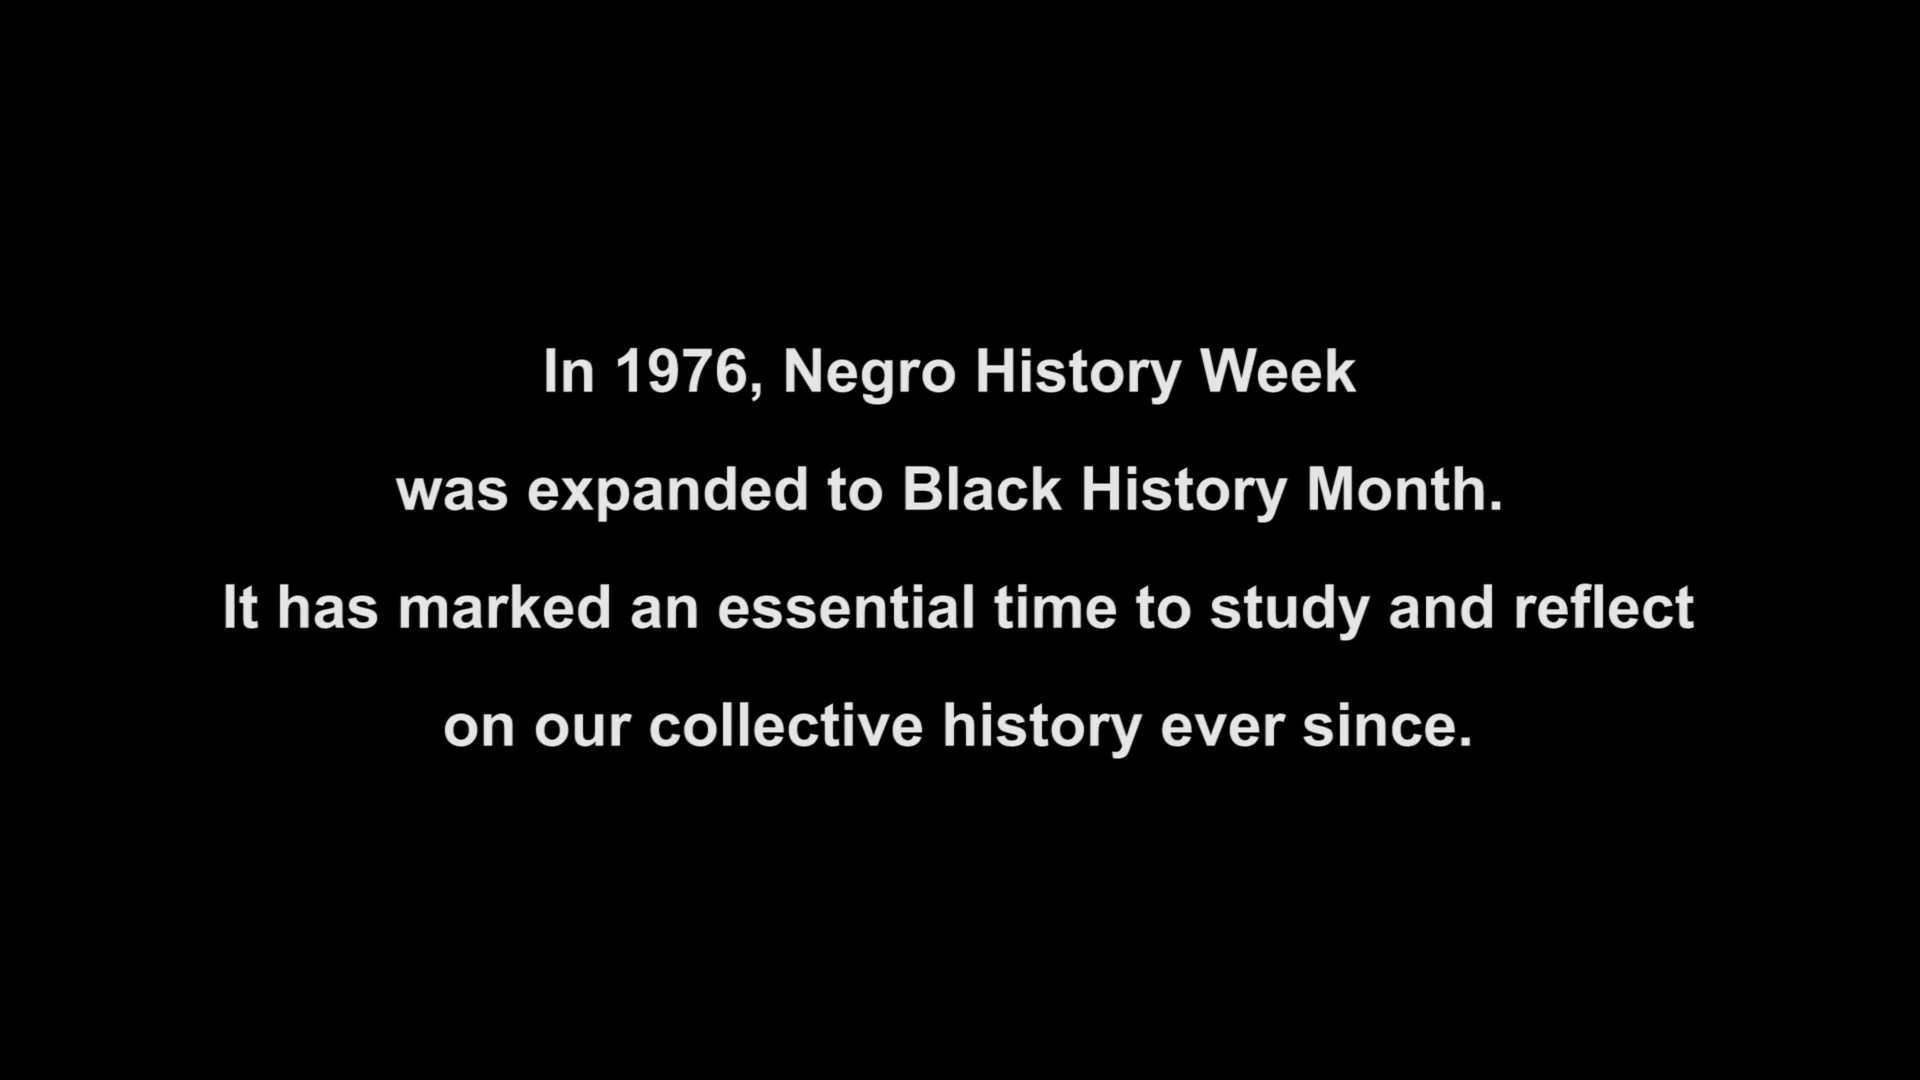 In 1976, Negro History Week
was expanded to Black History Month.
It has marked an essential time to study and reflect
on our collective history ever since.